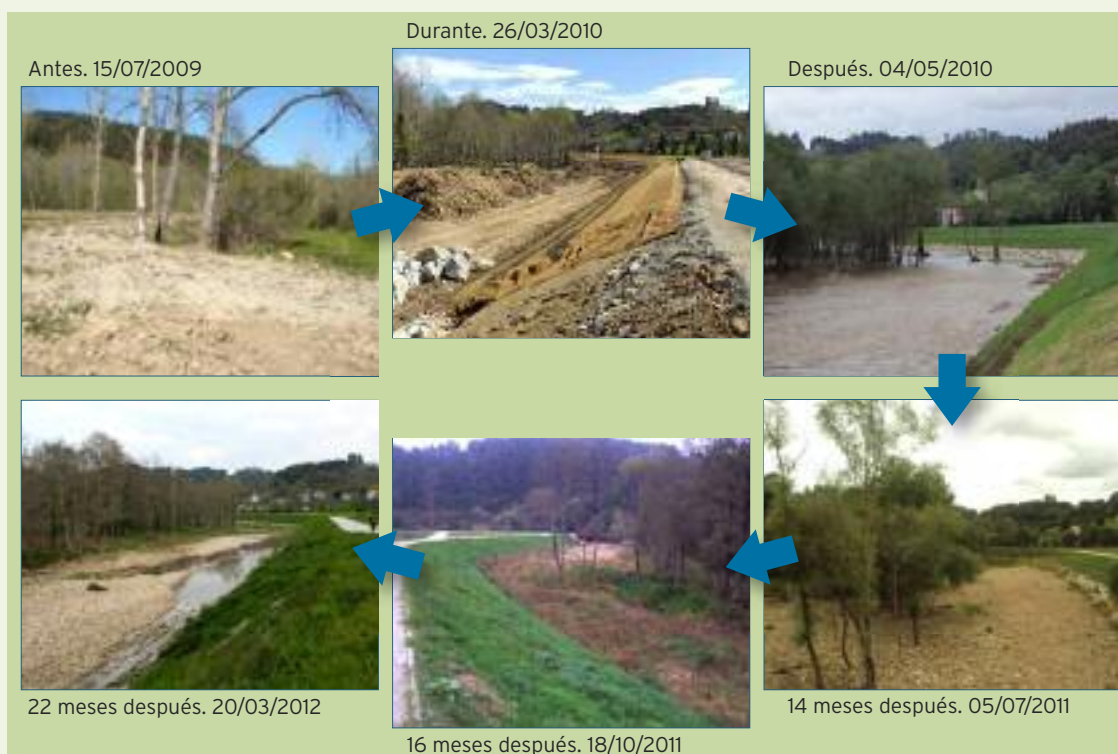 Antes. 15/07/2009
Durante. 26/03/2010
Después. 04/05/2010
14 meses después. 05/07/2011
16 meses después. 18/10/2011
22 meses después. 20/03/2012